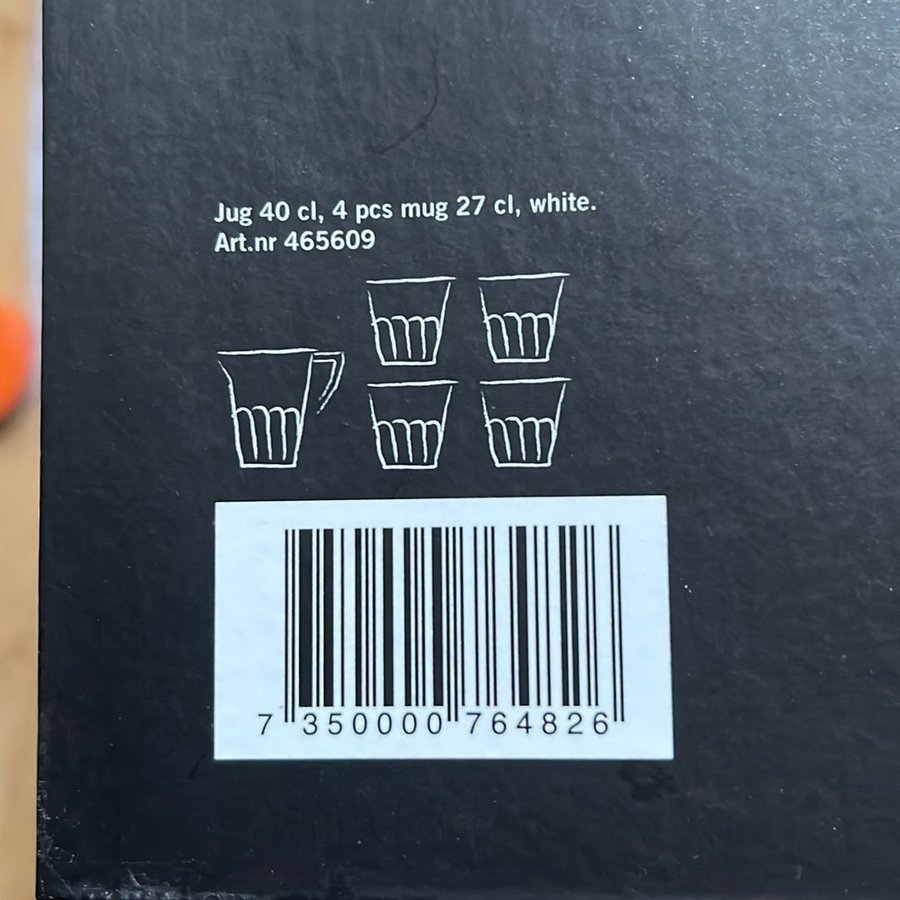 Jug 40 cl, 4 pcs mug 27 cl, white.
Art.nr 465609
7 350000 764826